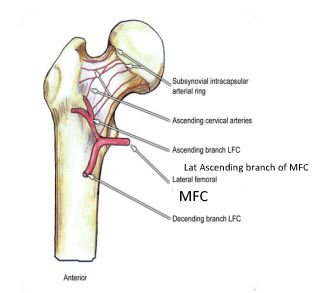 Subsynovial intracapsular
arterial ring
Ascending cervical arteries
Ascending branch LFC
Lat Ascending branch of MFC
Lateral femoral
MFC
Decending branch LFC
Anterior